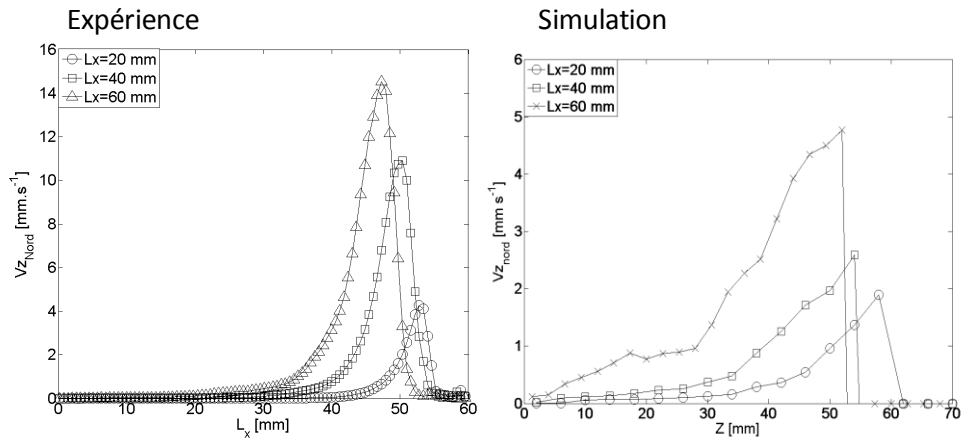 Expérience
Simulation
Lx=20 mm
Lx=40 mm
Lx=60 mm
16
14
12
10
8
6
4
2
0
0 10 20 30 40 50 60
VzNord [mm.s-1]
Lx [mm]
Lx=20 mm
Lx=40 mm
Lx=60 mm
6
5
4
3
2
1
0
0 10 20 30 40 50 60 70
Vznord [mm s-1]
Z [mm]